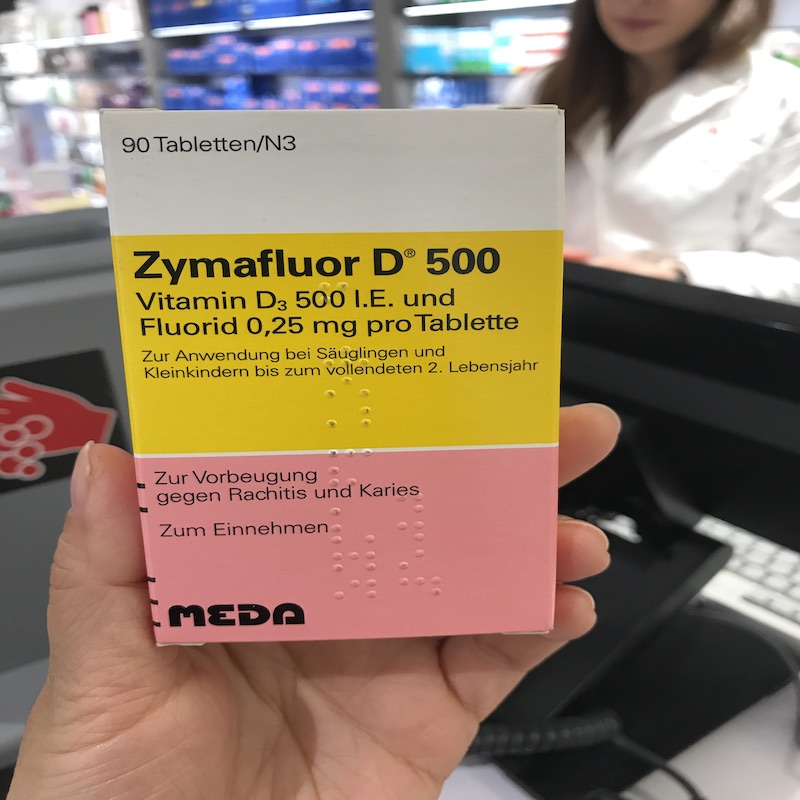 90 Tabletten/N3
Zymafluor D® 500
Vitamin D₃ 500 I.E. und
Fluorid 0,25 mg pro Tablette
Zur Anwendung bei Säuglingen und
Kleinkindern bis zum vollendeten 2. Lebensjahr
Zur Vorbeugung
gegen Rachitis und Karies
Zum Einnehmen
MEDA